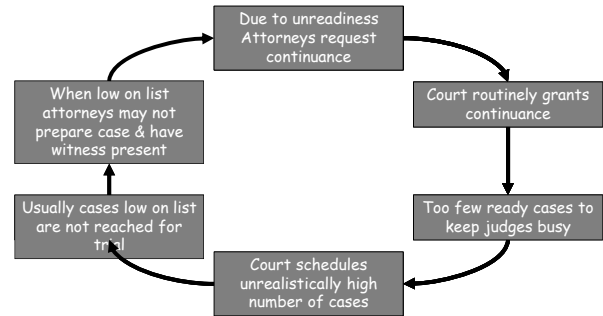 Due to unreadiness
Attorneys request
continuance
Court routinely grants
continuance
Too few ready cases to
keep judges busy
Court schedules
unrealistically high
number of cases
Usually cases low on list
are not reached for
trial
When low on list
attorneys may not
prepare case & have
witness present